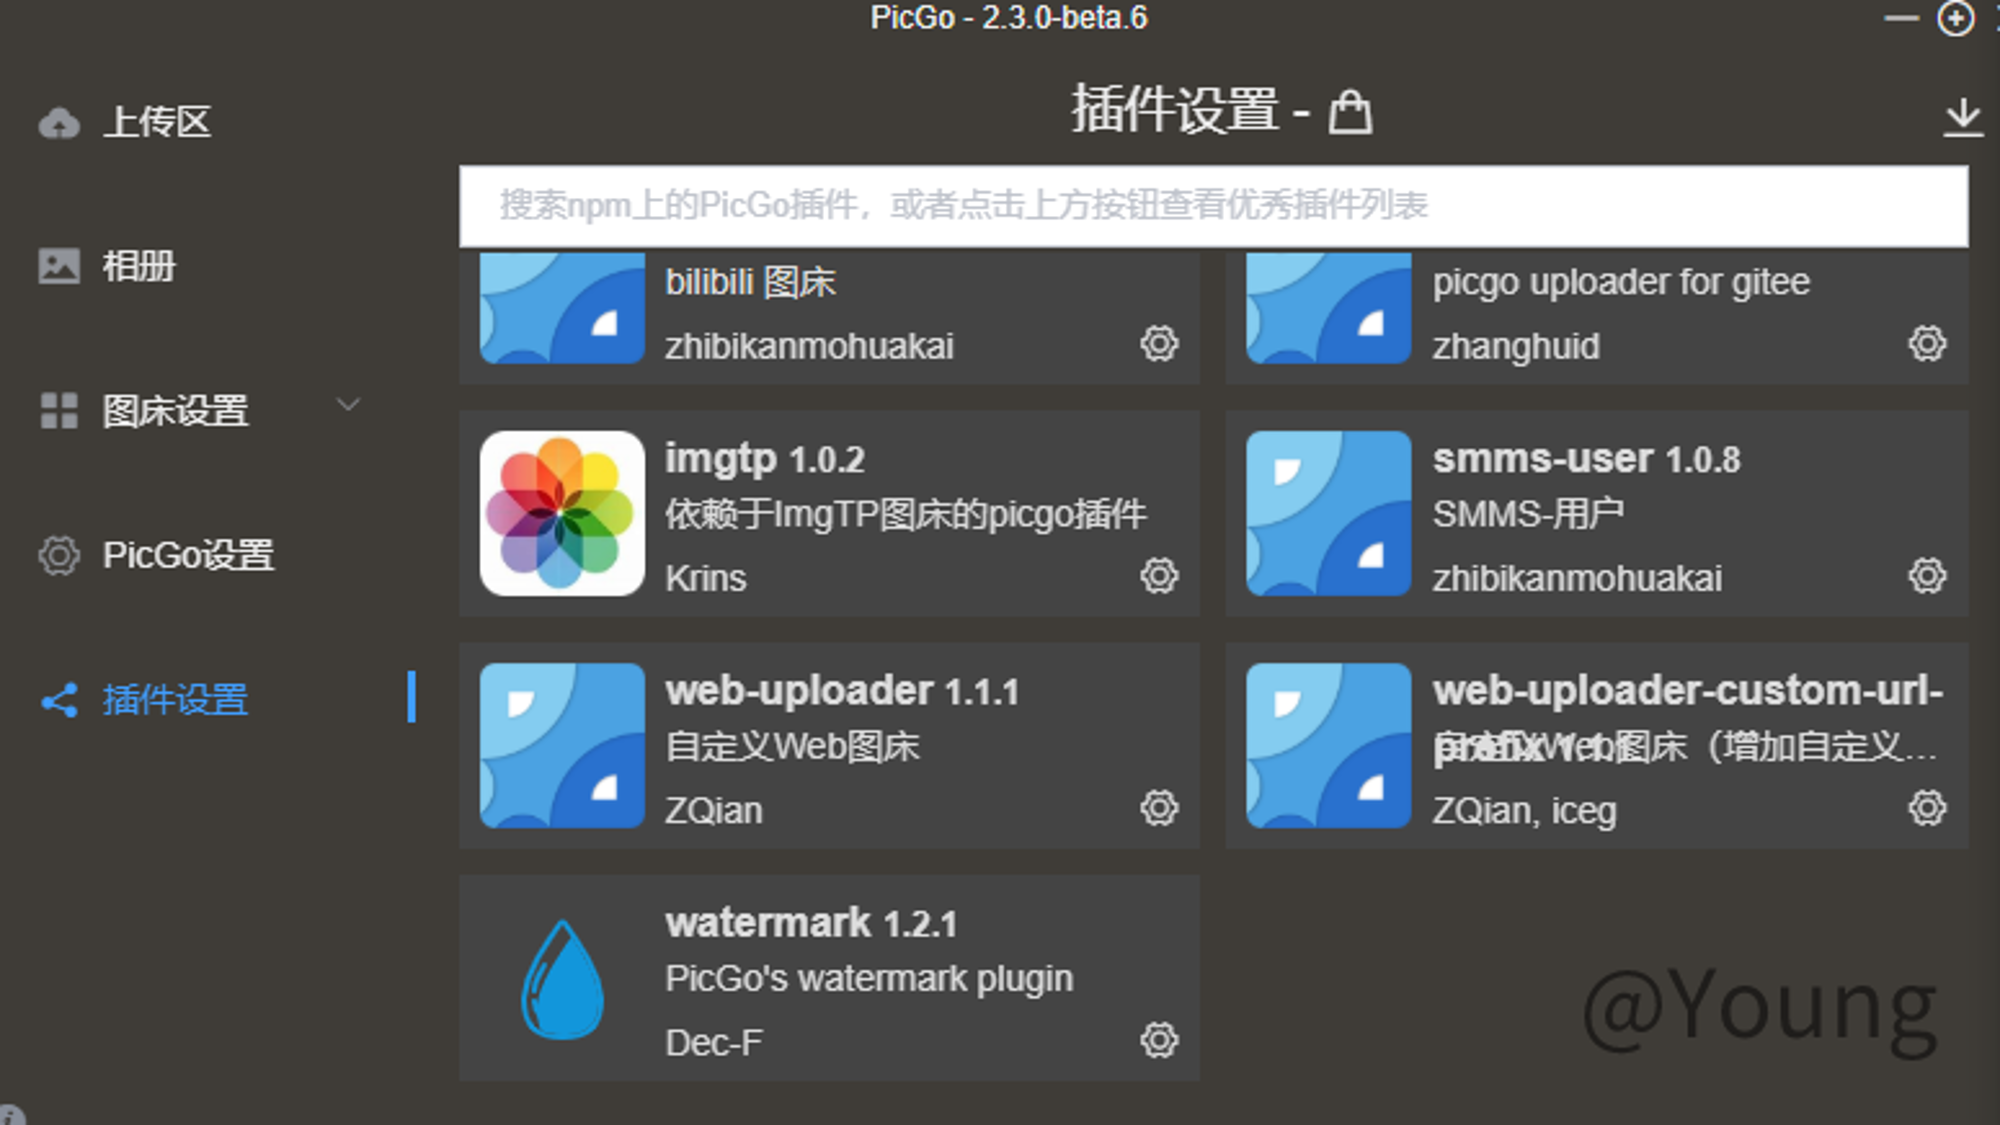 PicGo - 2.3.0-beta.6
上传区
相册
图床设置
PicGo设置
插件设置
插件设置 -
搜索npm上的PicGo插件，或者点击上方按钮查看优秀插件列表
bilibili 图床
zhibikanmohuakai
picgo uploader for gitee
zhanghuid
imgtp 1.0.2
依赖于ImgTP图床的picgo插件
Krins
smms-user 1.0.8
SMMS-用户
zhibikanmohuakai
web-uploader 1.1.1
自定义Web图床
ZQian
web-uploader-custom-url-
prefix
Web图床（增加自定义...
ZQian, iceg
watermark 1.2.1
PicGo's watermark plugin
Dec-F
@Young